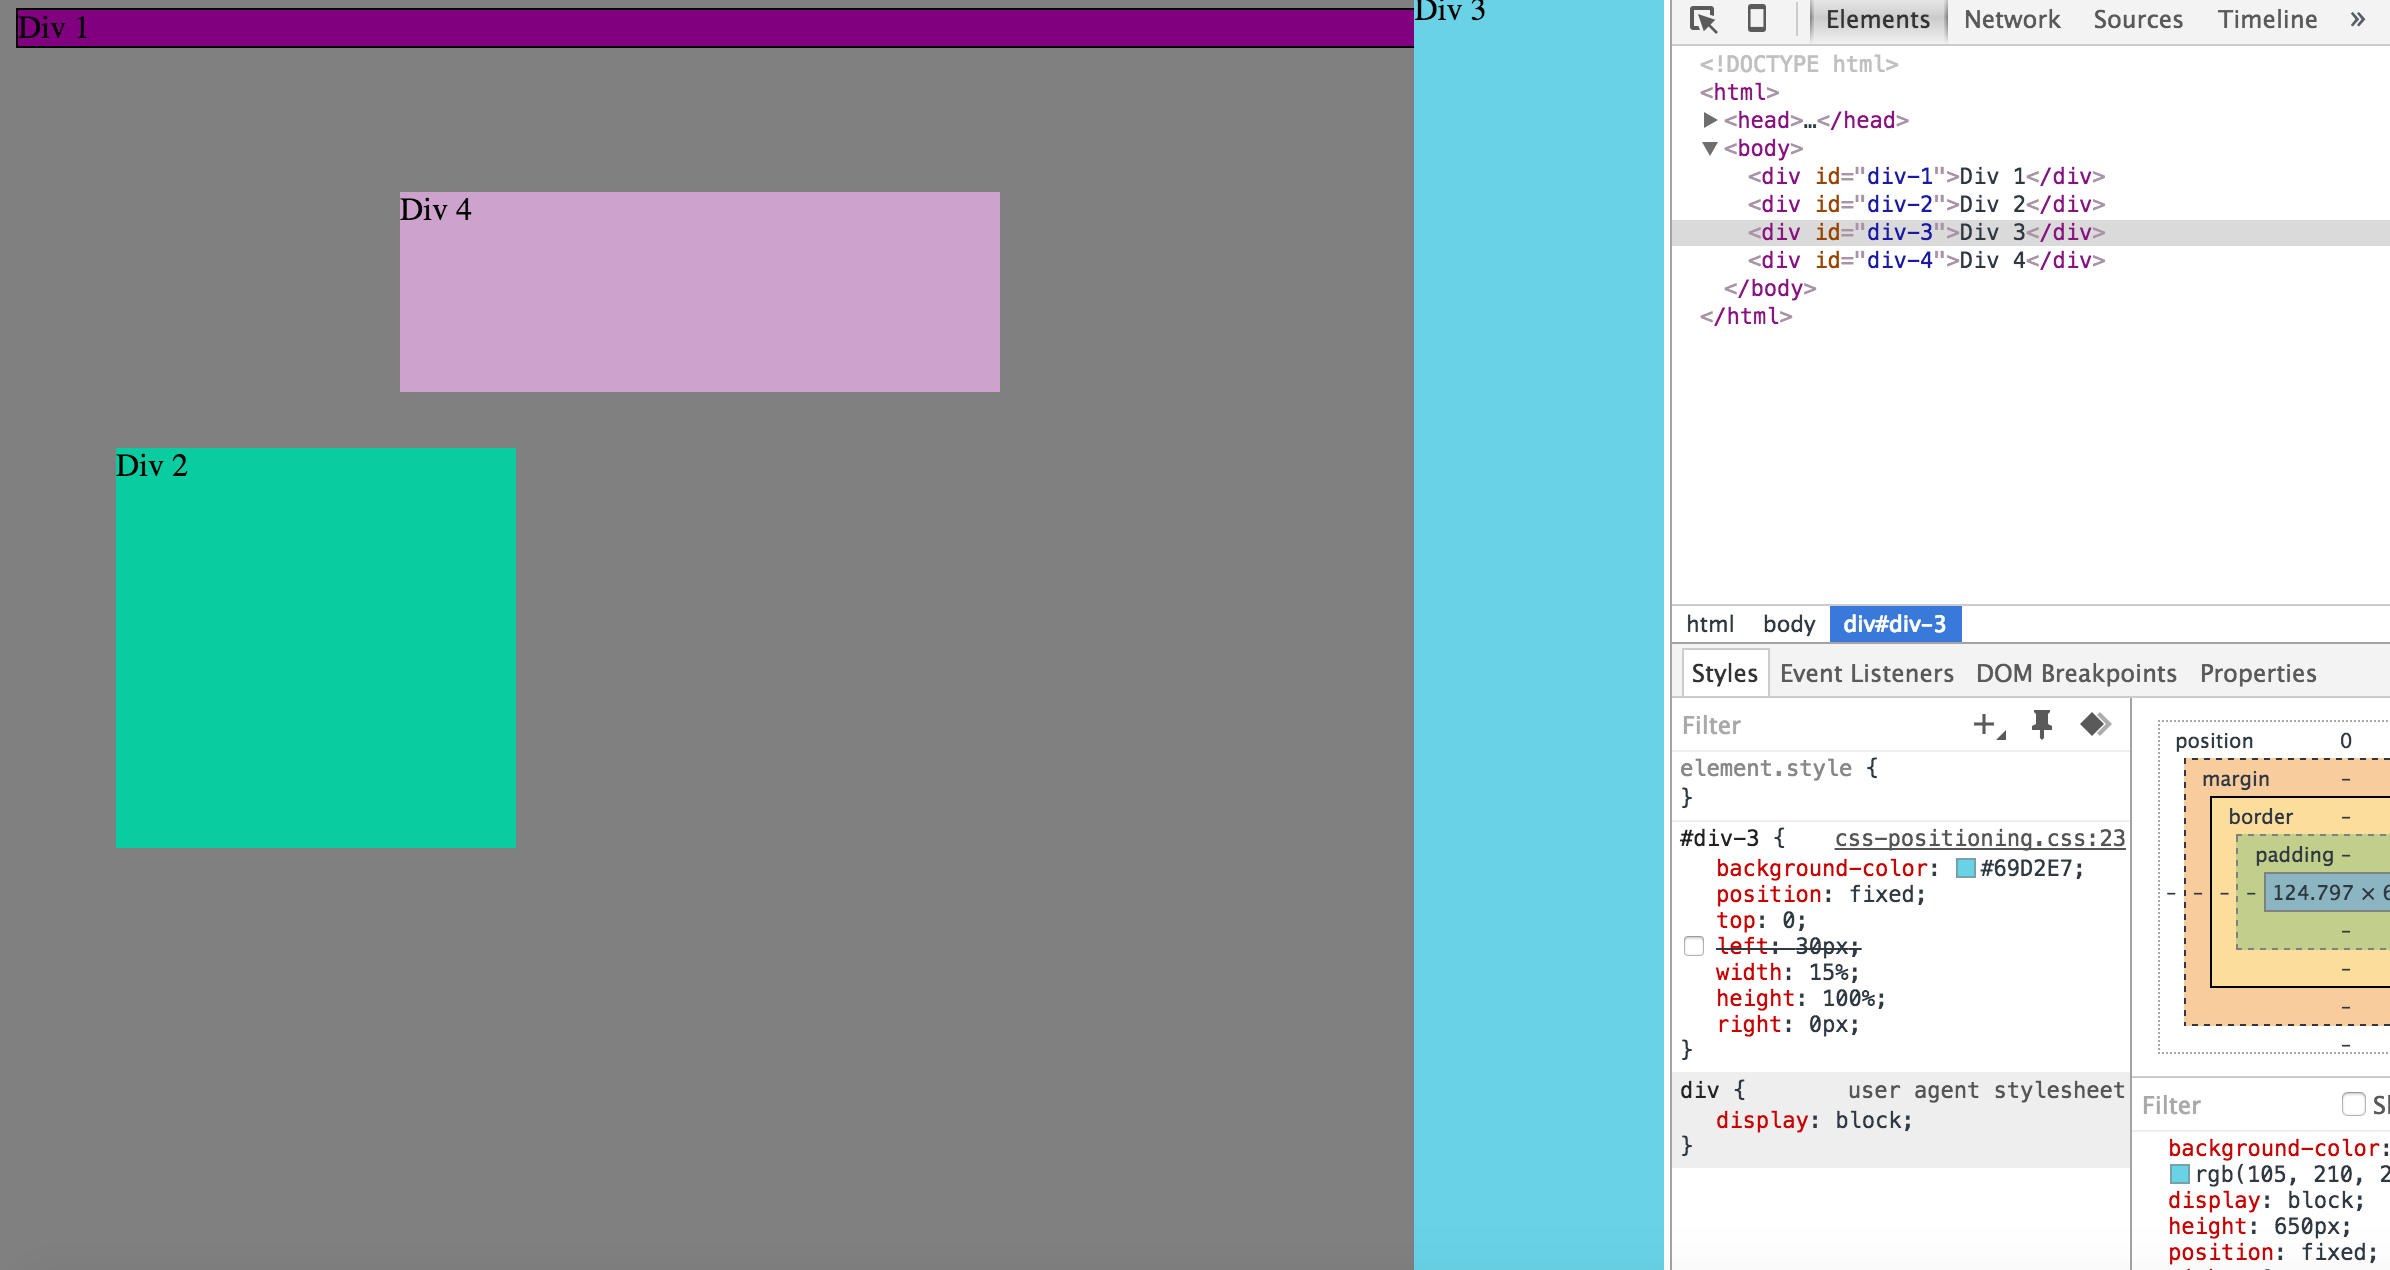 Div 1
Div 3
Div 4
Div 2
Elements Network Sources Timeline »
<!DOCTYPE html>
<html>
<head>…</head>
<body>
<div id="div-1">Div 1</div>
<div id="div-2">Div 2</div>
<div id="div-3">Div 3</div>
<div id="div-4">Div 4</div>
</body>
</html>
html body div#div-3
Styles Event Listeners DOM Breakpoints Properties
Filter
element.style {
}
#div-3 { css-positioning.css:23
background-color: #69D2E7;
position: fixed;
top: 0;
left: 30px;
width: 15%;
height: 100%;
right: 0px;
}
div { user agent stylesheet
display: block;
}
position 0
margin -
border -
padding -
- - - - 124.797 × 6
-
-
-
-
Filter
background-color:
rgb(105, 210, 2
display: block;
height: 650px;
position: fixed;